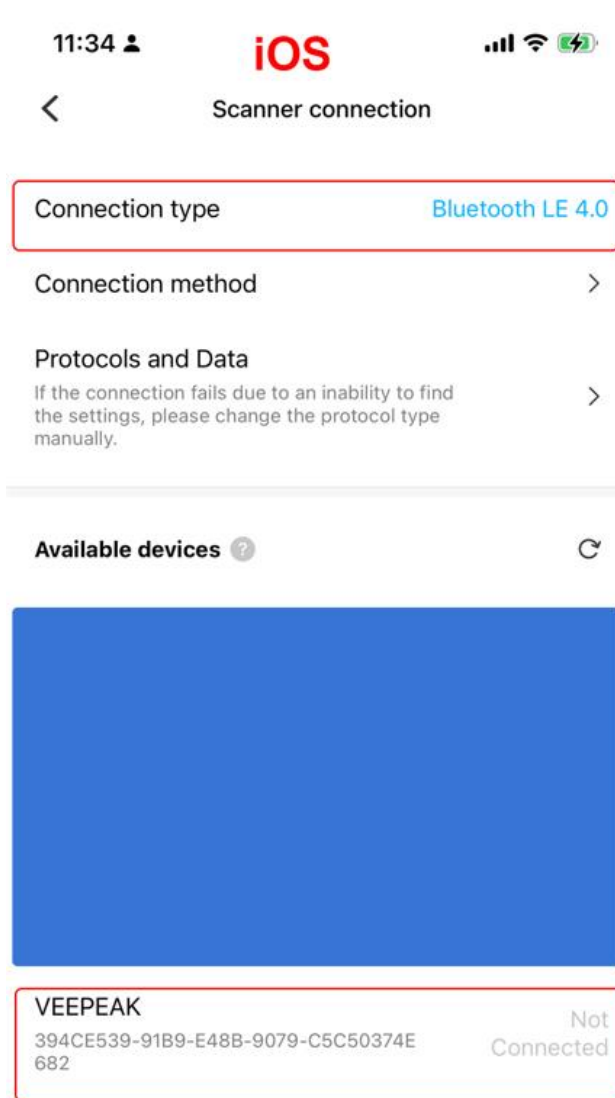 11:34
iOS
Scanner connection
Connection type
Bluetooth LE 4.0
Connection method
Protocols and Data
If the connection fails due to an inability to find
the settings, please change the protocol type
manually.
Available devices ?
VEEPEAK
394CE539-91B9-E48B-9079-C5C50374E
682
Not
Connected